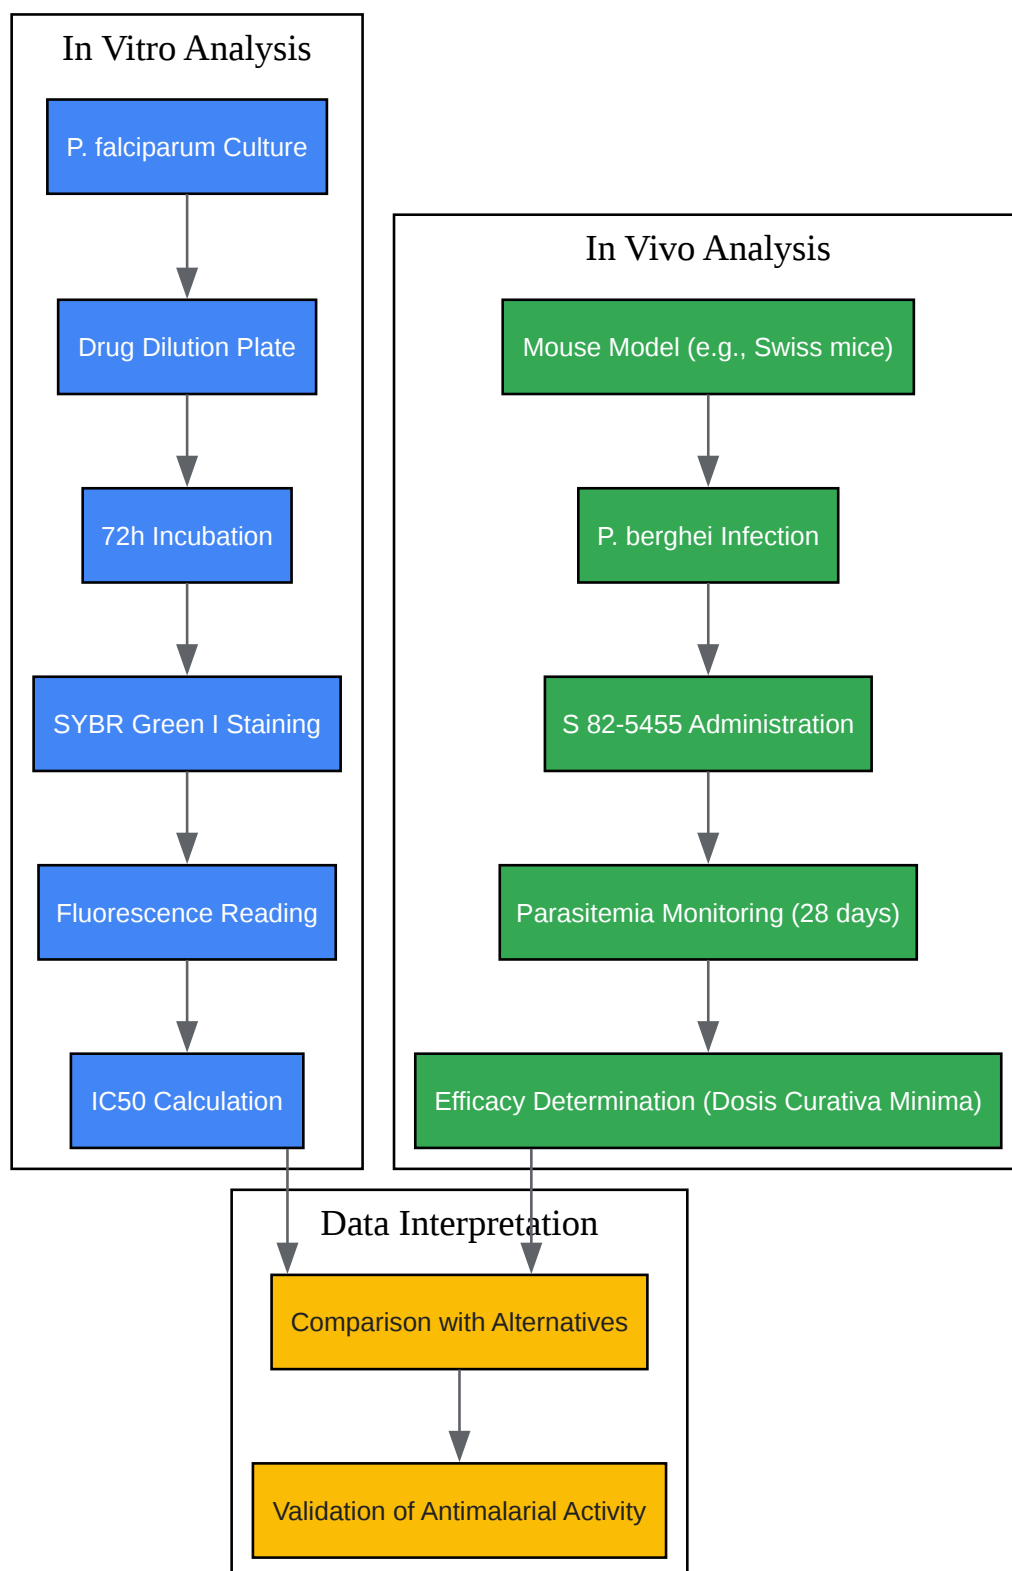 In Vitro Analysis
P. falciparum Culture
Drug Dilution Plate
72h Incubation
SYBR Green I Staining
Fluorescence Reading
IC50 Calculation
In Vivo Analysis
Mouse Model (e.g., Swiss mice)
P. berghei Infection
S 82-5455 Administration
Parasitemia Monitoring (28 days)
Efficacy Determination (Dosis Curativa Minima)
Data Interpretation
Comparison with Alternatives
Validation of Antimalarial Activity